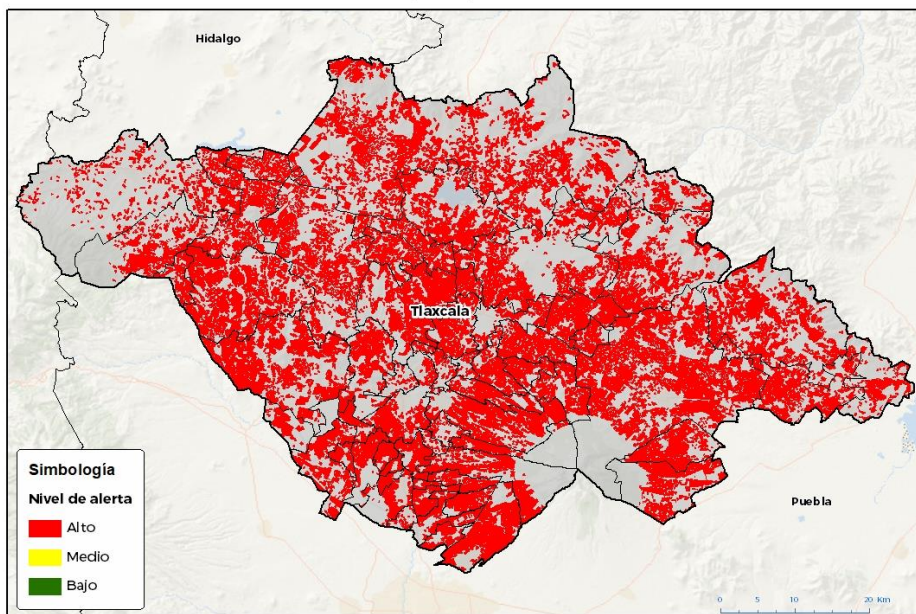 Hidalgo
Tlaxcala
Puebla
Simbología
Nivel de alerta
Alto
Medio
Bajo
0 5 10 20 Km